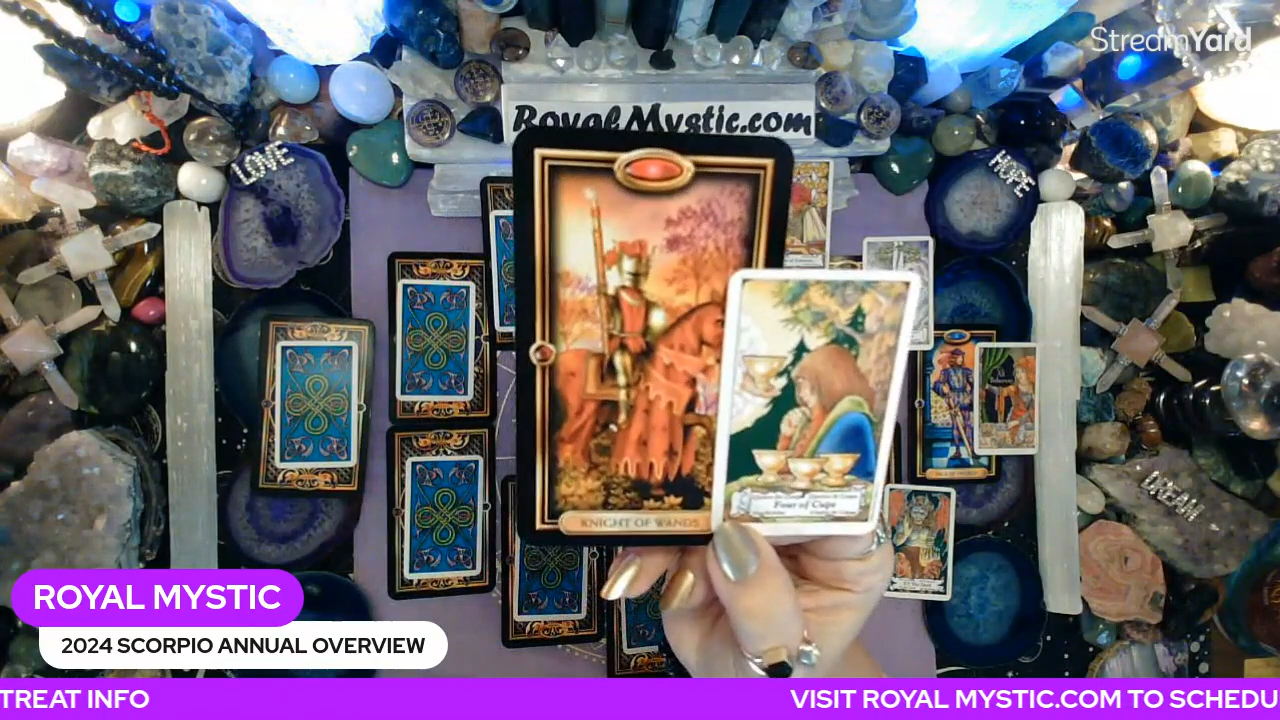 StreamYard
RoyalMystic.com
LOVE
HOPE
KNIGHT OF WANDS
Four of Cups
DREAM
ROYAL MYSTIC
2024 SCORPIO ANNUAL OVERVIEW
TREAT INFO
VISIT ROYAL MYSTIC.COM TO SCHEDU